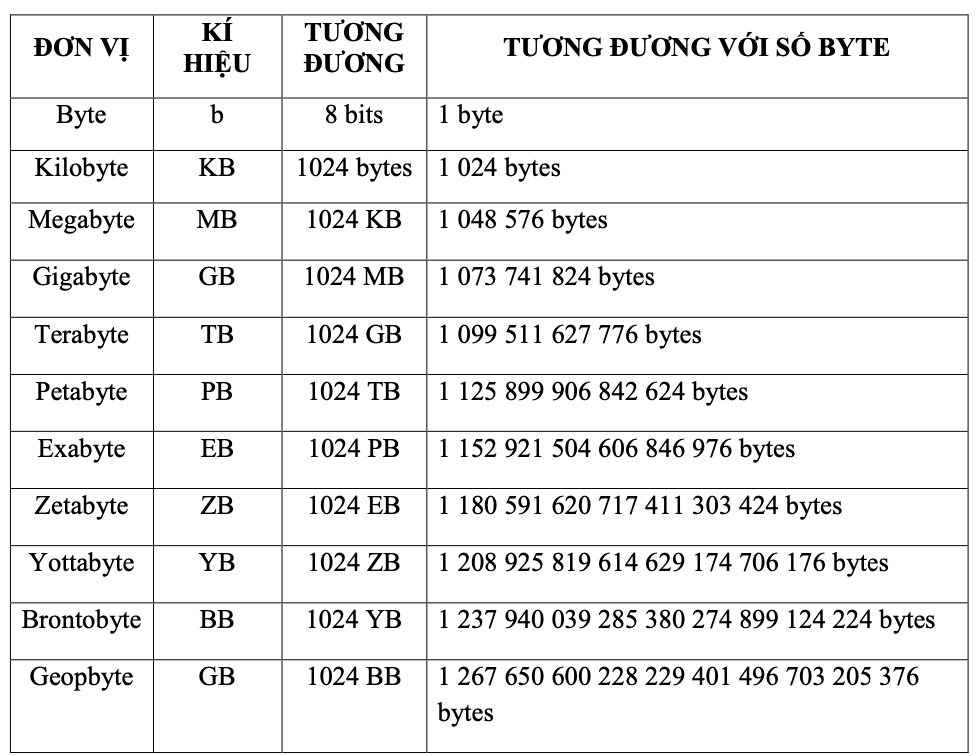 ĐƠN VỊ
KÍ
HIỆU
TƯƠNG
ĐƯƠNG
TƯƠNG ĐƯƠNG VỚI SỐ BYTE
Byte
b
8 bits
1 byte
Kilobyte
KB
1024 bytes
1 024 bytes
Megabyte
MB
1024 KB
1 048 576 bytes
Gigabyte
GB
1024 MB
1 073 741 824 bytes
Terabyte
TB
1024 GB
1 099 511 627 776 bytes
Petabyte
PB
1024 TB
1 125 899 906 842 624 bytes
Exabyte
EB
1024 PB
1 152 921 504 606 846 976 bytes
Zetabyte
ZB
1024 EB
1 180 591 620 717 411 303 424 bytes
Yottabyte
YB
1024 ZB
1 208 925 819 614 629 174 706 176 bytes
Brontobyte
BB
1024 YB
1 237 940 039 285 380 274 899 124 224 bytes
Geopbyte
GB
1024 BB
1 267 650 600 228 229 401 496 703 205 376
bytes